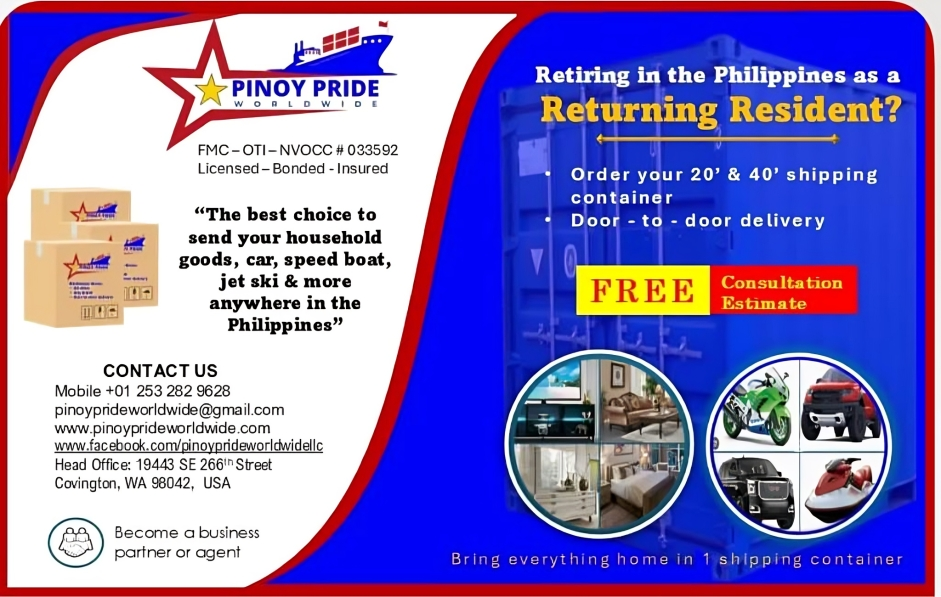 PINOY PRIDE
WORLDWIDE
FMC – OTI – NVOCC # 033592
Licensed – Bonded - Insured
“The best choice to
send your household
goods, car, speed boat,
jet ski & more
anywhere in the
Philippines”
CONTACT US
Mobile +01 253 282 9628
pinoyprideworldwide@gmail.com
www.pinoyprideworldwide.com
www.facebook.com/pinoyprideworldwidellc
Head Office: 19443 SE 266th Street
Covington, WA 98042, USA
Become a business
partner or agent
Retiring in the Philippines as a
Returning Resident?
• Order your 20’ & 40’ shipping
container
• Door - to - door delivery
FREE
Consultation
Estimate
Bring everything home in 1 shipping container